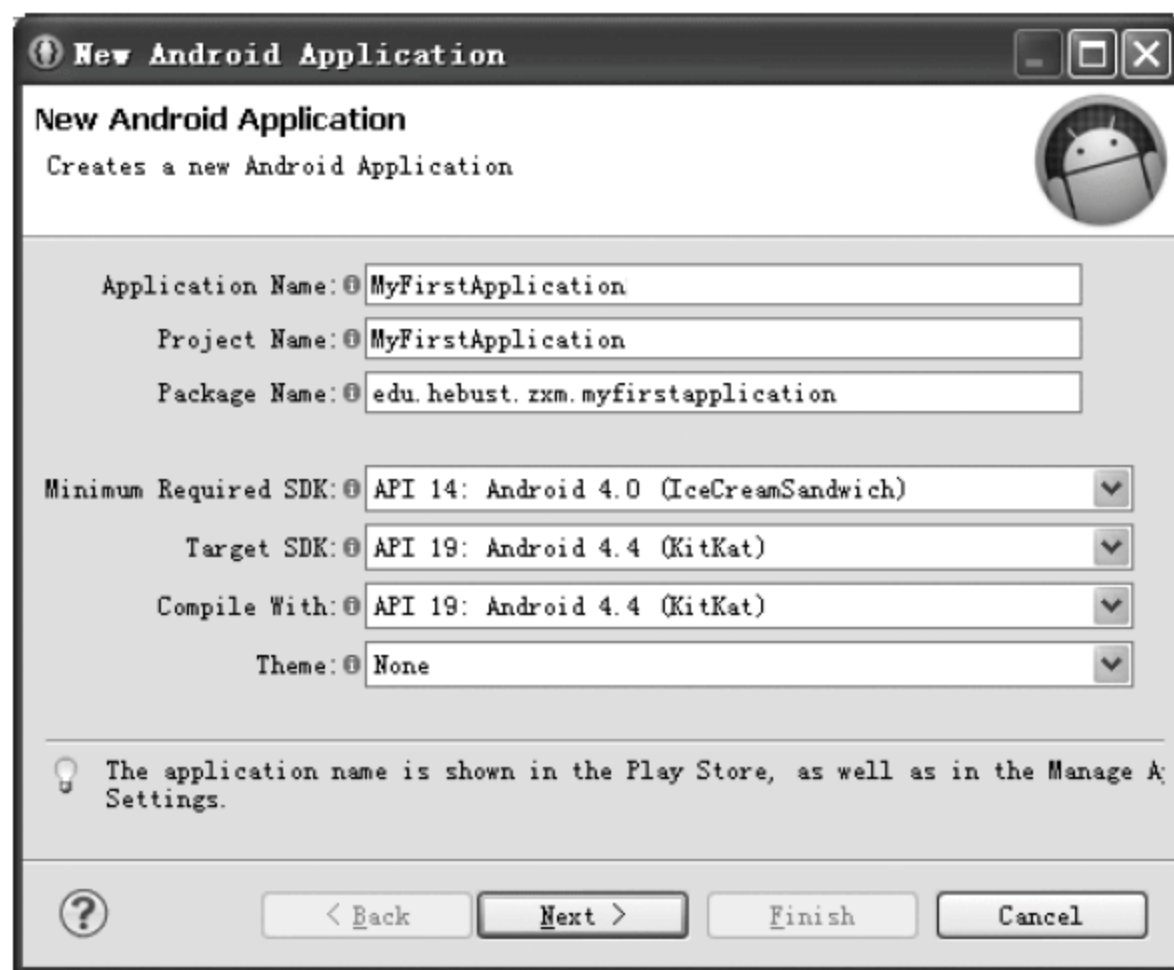 New Android Application
New Android Application
Creates a new Android Application
Application Name: MyFirstApplication
Project Name: MyFirstApplication
Package Name: edu.hebust.zxm.myfirstapplication
Minimum Required SDK: API 14: Android 4.0 (IceCreamSandwich)
Target SDK: API 19: Android 4.4 (KitKat)
Compile With: API 19: Android 4.4 (KitKat)
Theme: None
The application name is shown in the Play Store, as well as in the Manage A
Settings.
< Back Next > Finish Cancel